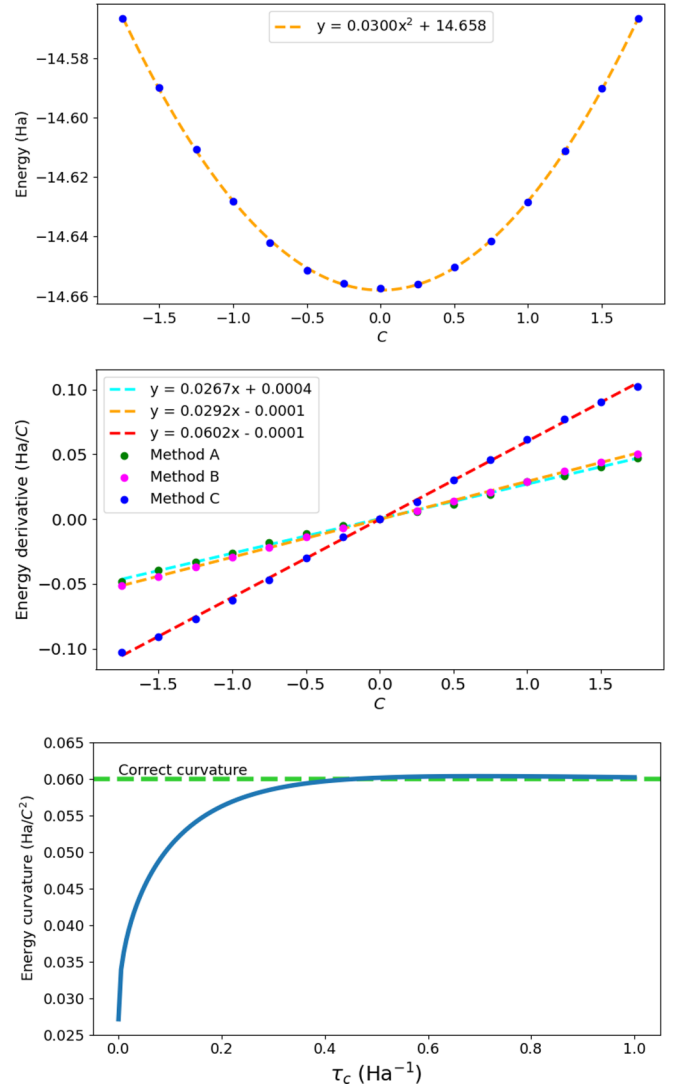 y = 0.0300x² + 14.658
−14.58
−14.60
−14.62
−14.64
−14.66
Energy (Ha)
−1.5 −1.0 −0.5 0.0 0.5 1.0 1.5
C
y = 0.0267x + 0.0004
y = 0.0292x - 0.0001
y = 0.0602x - 0.0001
Method A
Method B
Method C
0.10
0.05
0.00
−0.05
−0.10
Energy derivative (Ha/C)
−1.5 −1.0 −0.5 0.0 0.5 1.0 1.5
C
Correct curvature
0.065
0.060
0.055
0.050
0.045
0.040
0.035
0.030
0.025
Energy curvature (Ha/C²)
0.0 0.2 0.4 0.6 0.8 1.0
τc (Ha⁻¹)